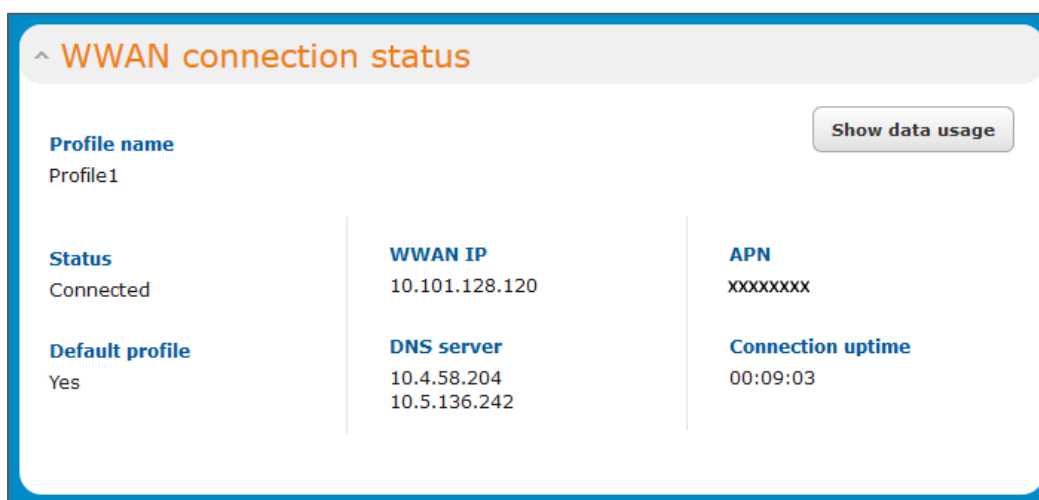 WWAN connection status
Show data usage
Profile name
Profile1
Status
Connected
WWAN IP
10.101.128.120
APN
xxxxxxxx
Default profile
Yes
DNS server
10.4.58.204
10.5.136.242
Connection uptime
00:09:03